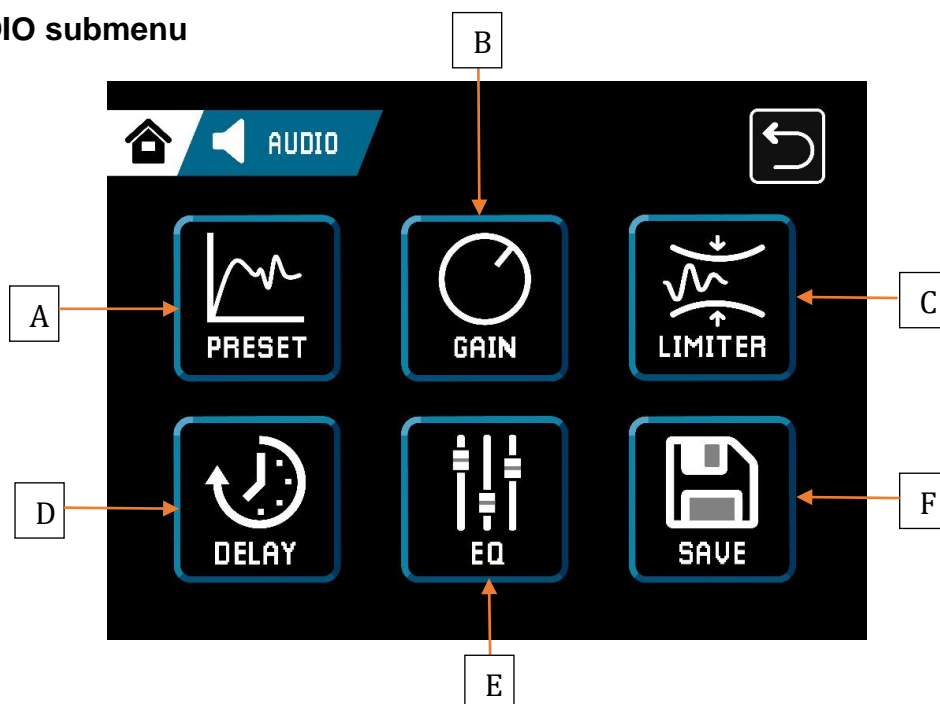 DIO submenu
B
AUDIO
A
PRESET
GAIN
LIMITER
C
D
DELAY
EQ
SAVE
F
E